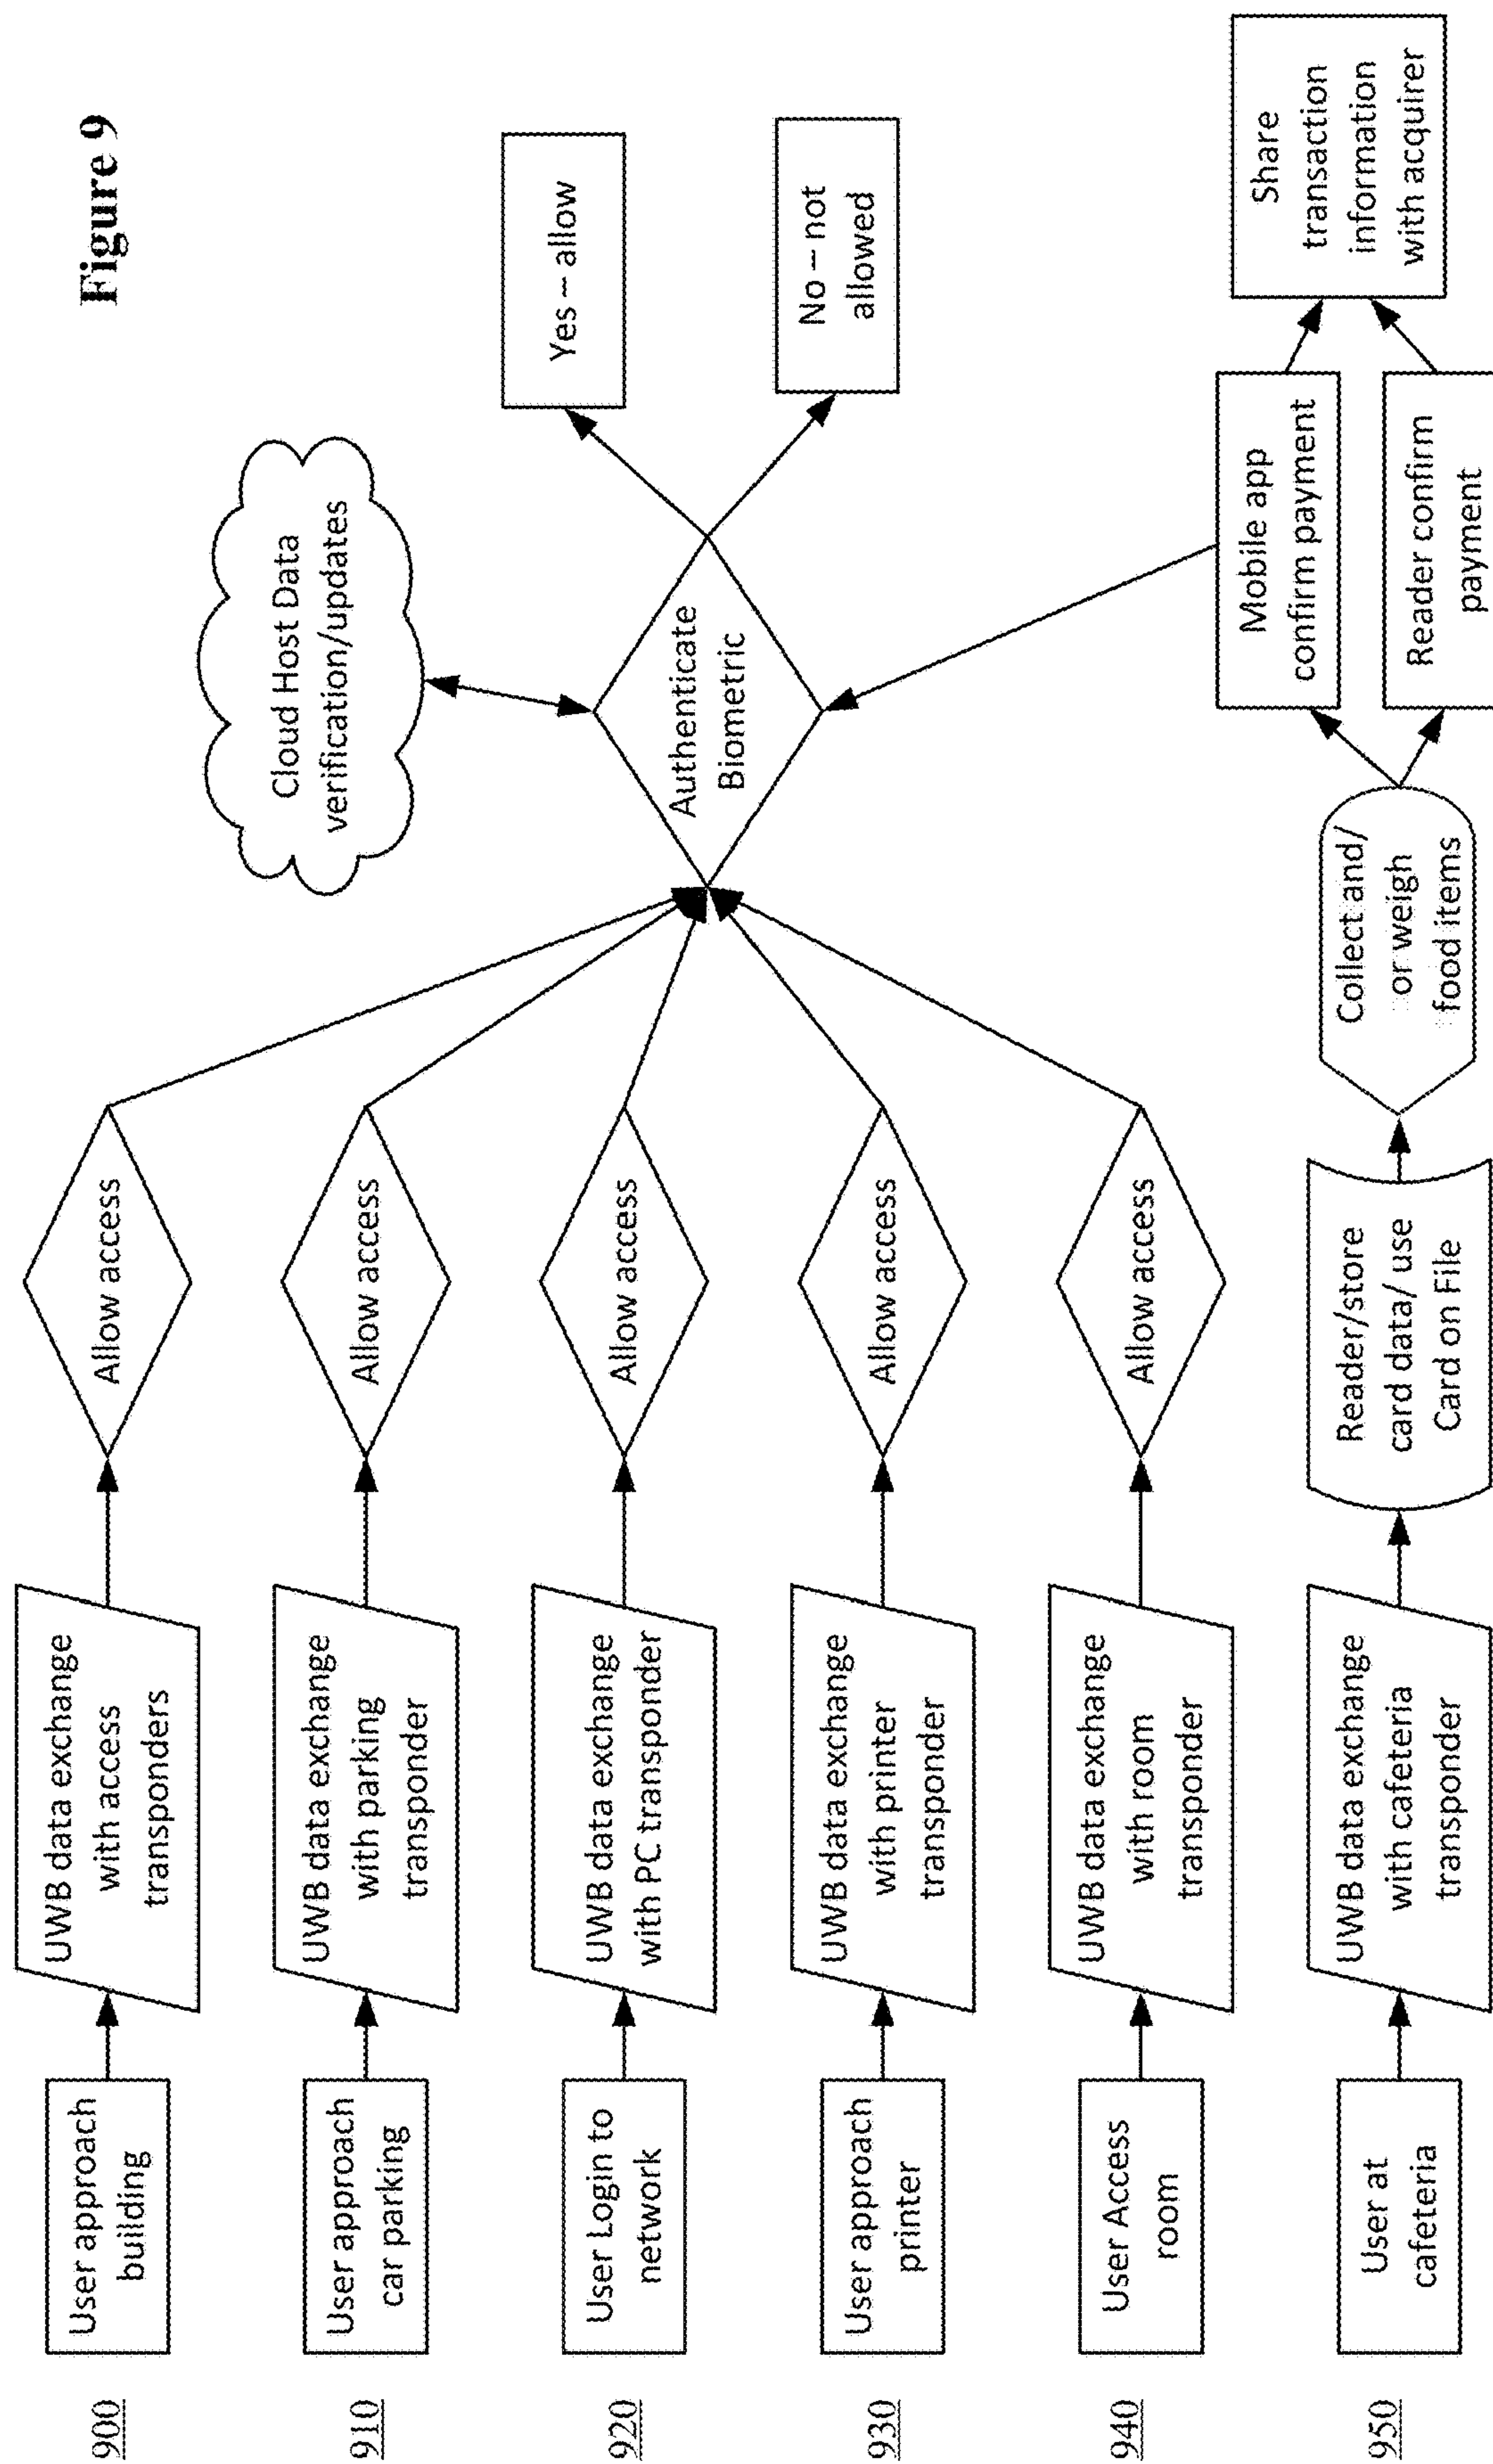 Figure 9
900
User approach
building
UWB data exchange
with access
transponders
Allow access
910
User approach
car parking
UWB data exchange
with parking
transponder
Allow access
920
User Login to
network
UWB data exchange
with PC transponder
Allow access
930
User approach
printer
UWB data exchange
with printer
transponder
Allow access
940
User Access
room
UWB data exchange
with room
transponder
Allow access
Cloud Host Data
verification/updates
Authenticate
Biometric
Yes – allow
No – not
allowed
950
User at
cafeteria
UWB data exchange
with cafeteria
transponder
Reader/store
card data/ use
Card on File
Collect and/
or weigh
food items
Mobile app
confirm payment
Reader confirm
payment
Share
transaction
information
with acquirer